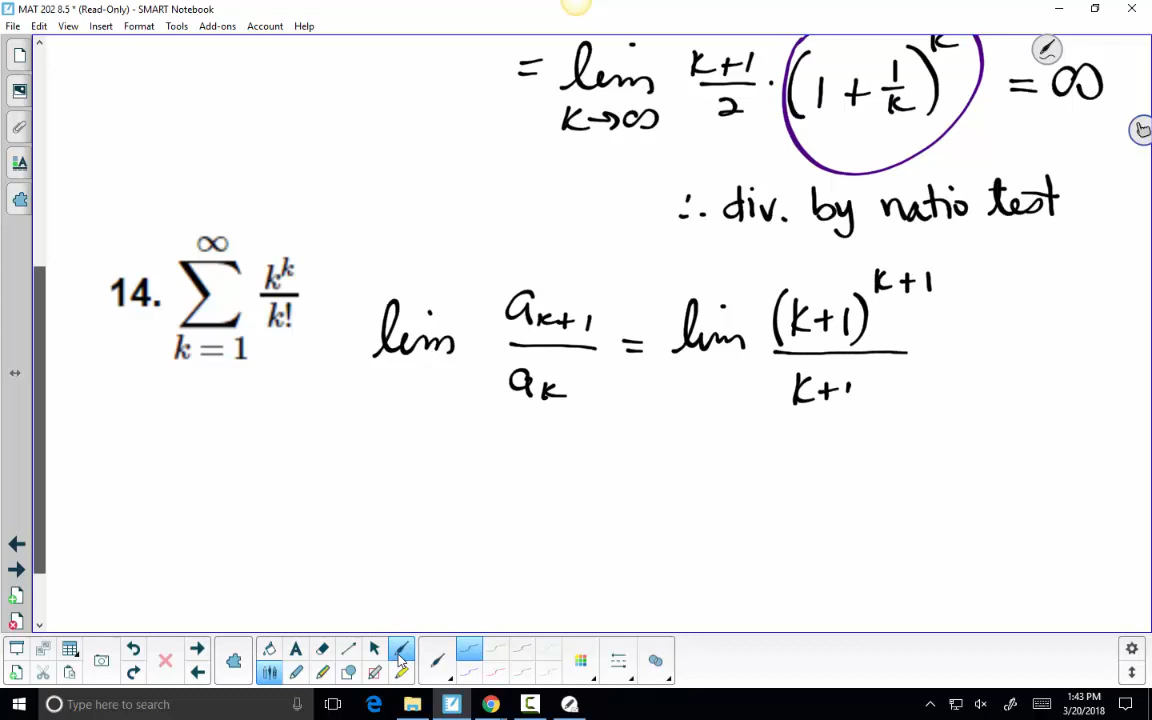 MAT 202 8.5 * (Read-Only) - SMART Notebook
File Edit View Insert Format Tools Add-ons Account Help
= lim k→∞ k+1/2 · (1 + 1/k)^k = ∞
∴ div. by ratio test
14. ∑ k = 1 ∞ k^k/k! lim a_k+1/a_k = lim (k+1)^k+1/k+1
Type here to search
1:43 PM
3/20/2018